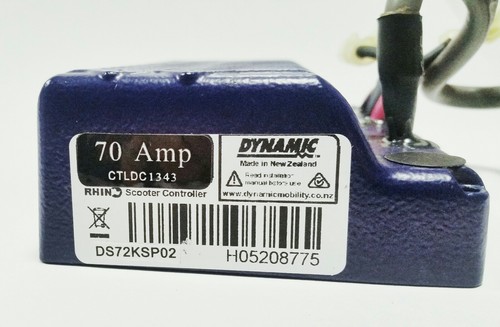 70 Amp
CTLDC1343
RHINO Scooter Controller
DYNAMIC
Made in New Zealand
Read installation
manual before use
www.dynamicmobility.co.nz
DS72KSP02
H05208775